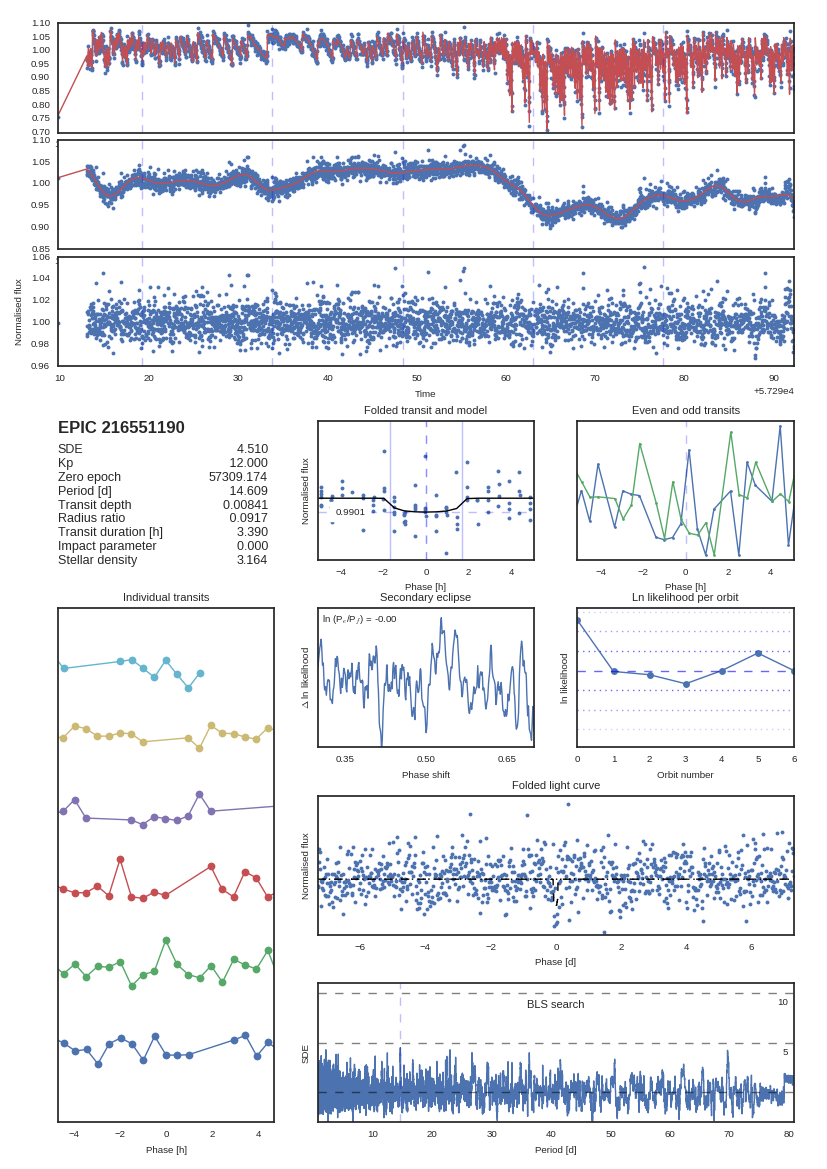 1.10
1.05
1.00
0.95
0.90
0.85
0.80
0.75
0.70
1.10
1.05
1.00
0.95
0.90
0.85
1.06
1.04
1.02
1.00
0.98
0.96
Normalised flux
10 20 30 40 50 60 70 80 90
Time
+5.729e4
EPIC 216551190
SDE 4.510
Kp 12.000
Zero epoch 57309.174
Period [d] 14.609
Transit depth 0.00841
Radius ratio 0.0917
Transit duration [h] 3.390
Impact parameter 0.000
Stellar density 3.164
Folded transit and model
Normalised flux
0.9901
−4 −2 0 2 4
Phase [h]
Even and odd transits
−4 −2 0 2 4
Phase [h]
Individual transits
−4 −2 0 2 4
Phase [h]
Secondary eclipse
ln (Pₑ/P𝑓) = -0.00
Δ ln likelihood
0.35 0.50 0.65
Phase shift
Ln likelihood per orbit
ln likelihood
0 1 2 3 4 5 6
Orbit number
Folded light curve
Normalised flux
−6 −4 −2 0 2 4 6
Phase [d]
BLS search
10
5
SDE
10 20 30 40 50 60 70 80
Period [d]